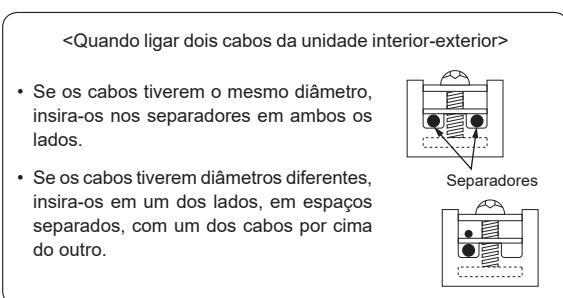 <Quando ligar dois cabos da unidade interior-exterior>
• Se os cabos tiverem o mesmo diâmetro,
insira-os nos separadores em ambos os
lados.
• Se os cabos tiverem diâmetros diferentes,
insira-os em um dos lados, em espaços
separados, com um dos cabos por cima
do outro.
Separadores